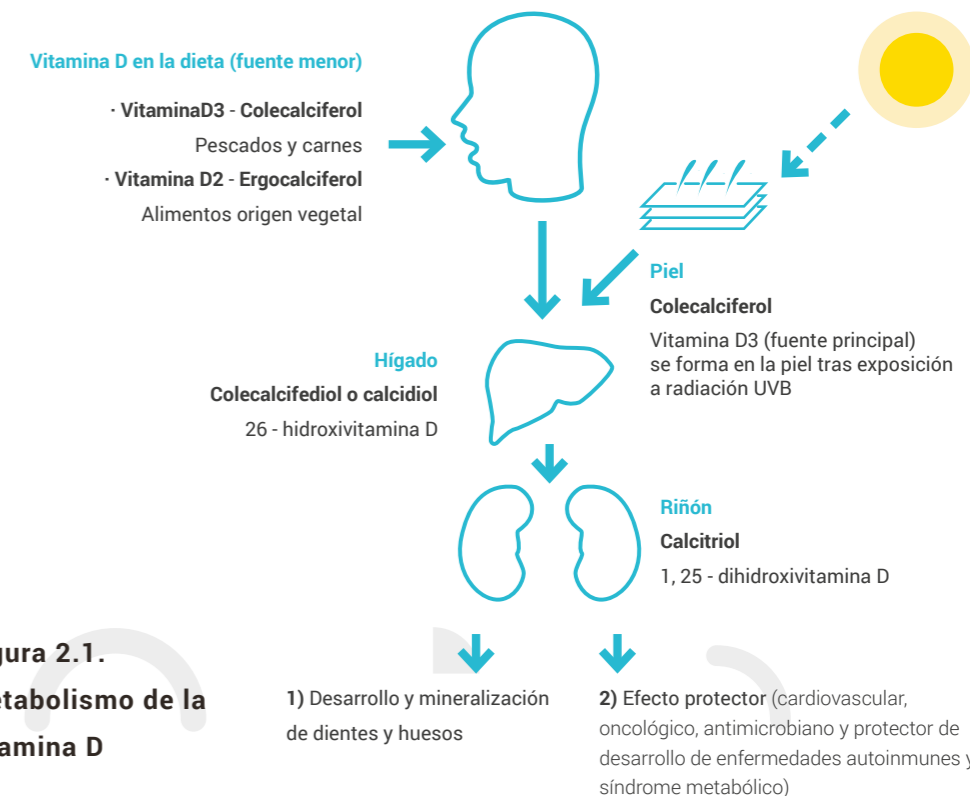 Vitamina D en la dieta (fuente menor)
· VitaminaD3 - Colecalciferol
Pescados y carnes
· Vitamina D2 - Ergocalciferol
Alimentos origen vegetal
Piel
Colecalciferol
Vitamina D3 (fuente principal)
se forma en la piel tras exposición
a radiación UVB
Hígado
Colecalcifediol o calcidiol
26 - hidroxivitamina D
Riñón
Calcitriol
1, 25 - dihidroxivitamina D
gura 2.1.
etabolismo de la
amina D
1) Desarrollo y mineralización
de dientes y huesos
2) Efecto protector (cardiovascular,
oncológico, antimicrobiano y protector de
desarrollo de enfermedades autoinmunes y
síndrome metabólico)